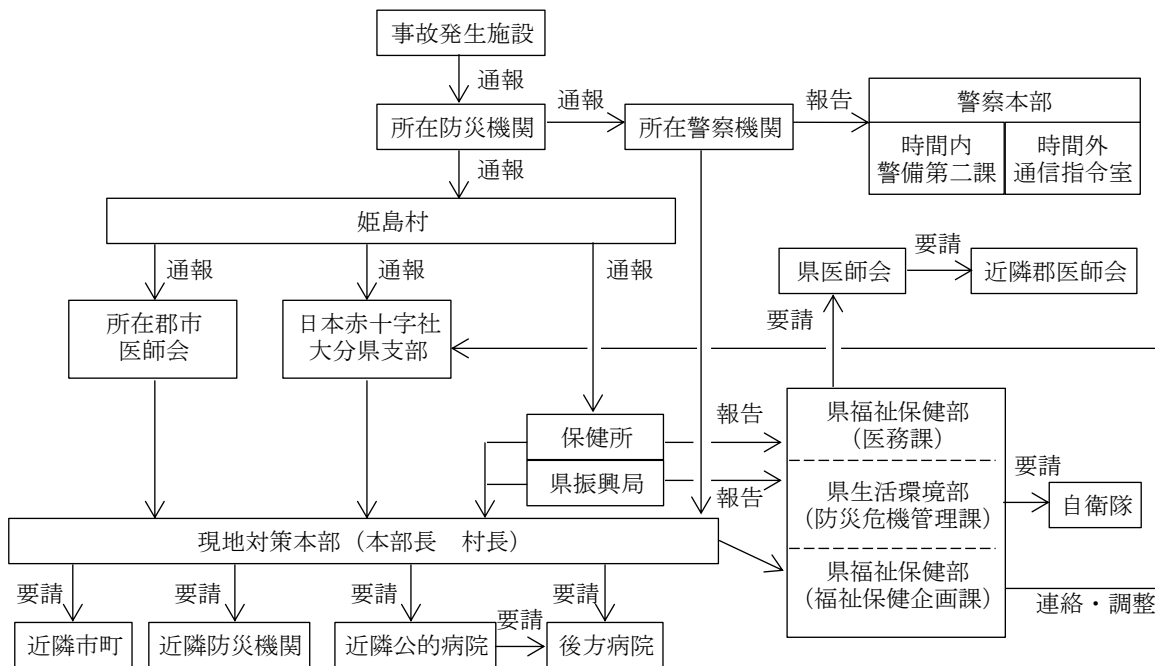 事故発生施設
通報
所在防災機関
通報
所在警察機関
報告
警察本部
時間内
警備第二課
時間外
通信指令室
通報
姫島村
通報
通報
通報
所在郡市
医師会
日本赤十字社
大分県支部
県医師会
要請
近隣郡医師会
要請
保健所
県振興局
報告
報告
県福祉保健部
(医務課)
県生活環境部
(防災危機管理課)
県福祉保健部
(福祉保健企画課)
要請
自衛隊
連絡・調整
現地対策本部(本部長　村長)
要請
要請
要請
要請
近隣市町
近隣防災機関
近隣公的病院
要請
後方病院